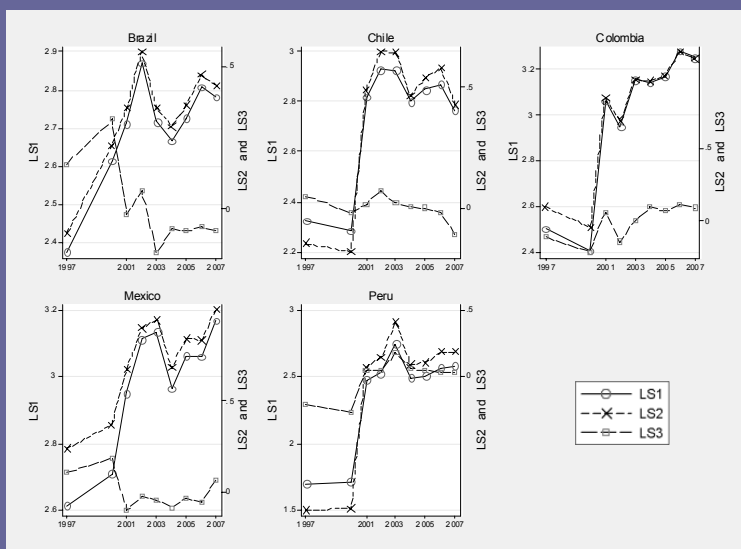 Brazil
2.9
2.8
2.7
2.6
2.5
2.4
LS1
.5
0
LS2 and LS3
1997 2001 2003 2005 2007
Chile
3
2.8
2.6
2.4
2.2
LS1
.5
0
LS2 and LS3
1997 2001 2003 2005 2007
Colombia
3.2
3
2.8
2.6
2.4
LS1
.5
0
LS2 and LS3
1997 2001 2003 2005 2007
Mexico
3.2
3
2.8
2.6
LS1
.5
0
LS2 and LS3
1997 2001 2003 2005 2007
Peru
3
2.5
2
1.5
LS1
.5
0
LS2 and LS3
1997 2001 2003 2005 2007
LS1
LS2
LS3